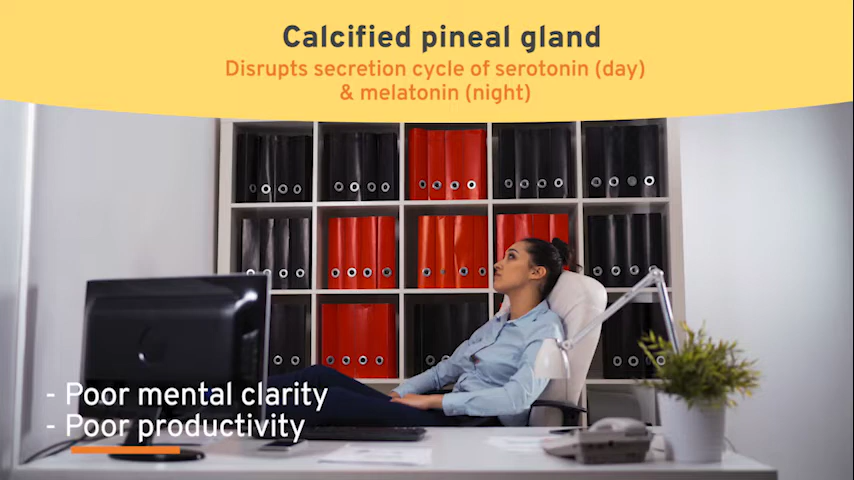 Calcified pineal gland
Disrupts secretion cycle of serotonin (day)
& melatonin (night)
- Poor mental clarity
- Poor productivity